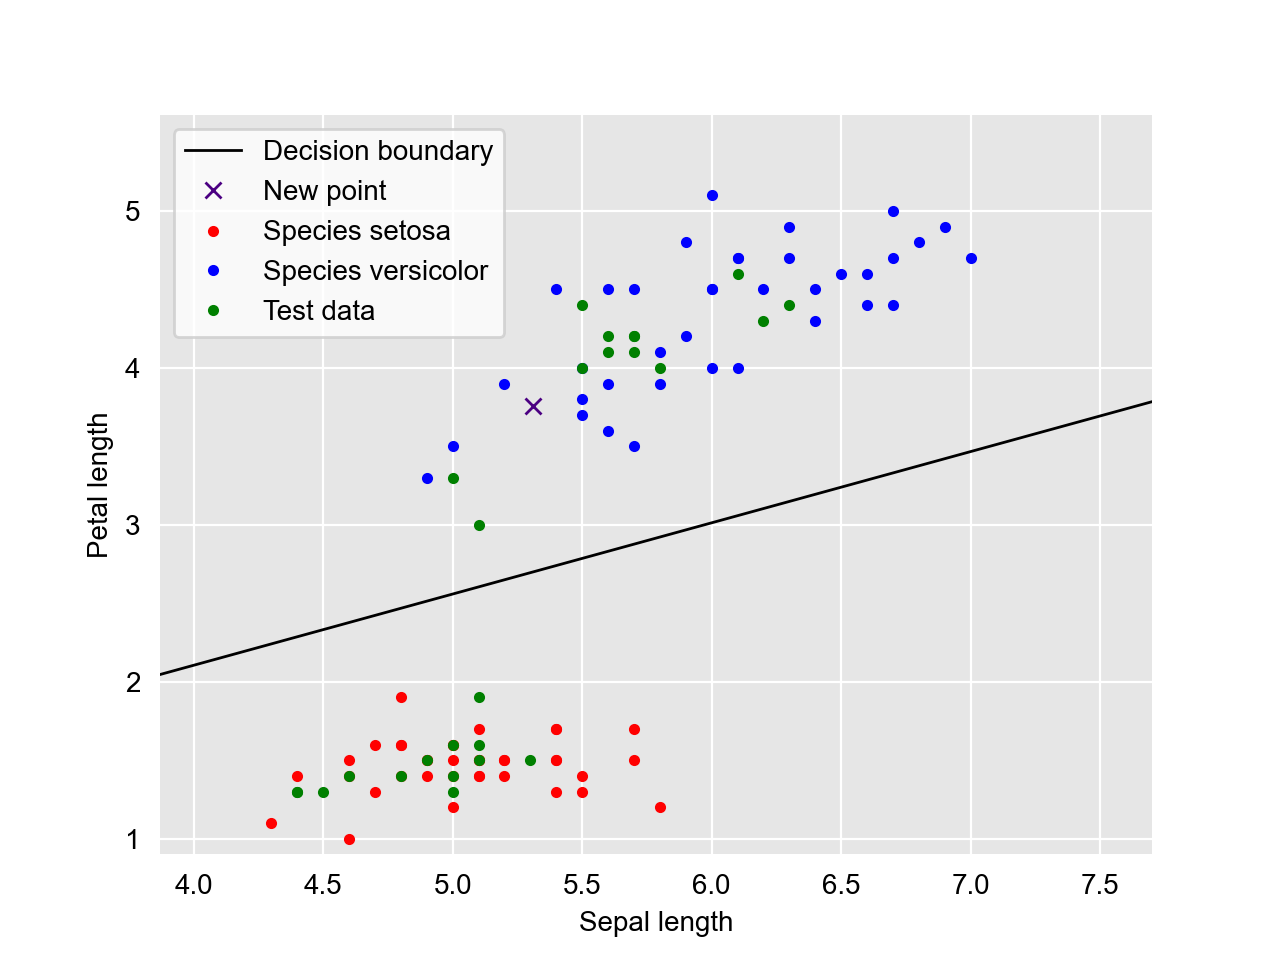 Decision boundary
New point
Species setosa
Species versicolor
Test data
5
4
3
2
1
Petal length
4.0 4.5 5.0 5.5 6.0 6.5 7.0 7.5
Sepal length